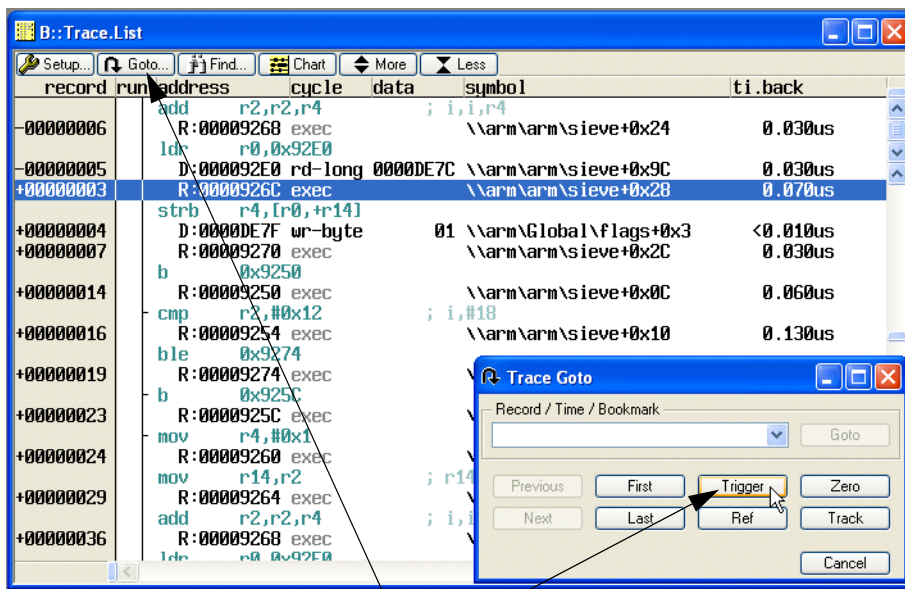 B::Trace.List
Setup... Goto... Find... Chart More Less
record run address cycle data symbol ti.back
add r2,r2,r4 ; i,i,r4
-00000006 R:00009268 exec \\arm\arm\sieve+0x24 0.030us
ldr r0,0x92E0
-00000005 D:000092E0 rd-long 0000DE7C \\arm\arm\sieve+0x9C 0.030us
+00000003 R:0000926C exec \\arm\arm\sieve+0x28 0.070us
strb r4,[r0,+r14]
+00000004 D:0000DE7F wr-byte 01 \\arm\Global\flags+0x3 <0.010us
+00000007 R:00009270 exec \\arm\arm\sieve+0x2C 0.030us
b 0x9250
+00000014 R:00009250 exec \\arm\arm\sieve+0x0C 0.060us
cmp r2,#0x12 ; i,#18
+00000016 R:00009254 exec \\arm\arm\sieve+0x10 0.130us
ble 0x9274
+00000019 R:00009274 exec \
b 0x925C
+00000023 R:0000925C exec \
mov r4,#0x1
+00000024 R:00009260 exec \
mov r14,r2 ; r14
+00000029 R:00009264 exec \
add r2,r2,r4 ; i,i
+00000036 R:00009268 exec \
ldr r0,0x92E0
Trace Goto
Record / Time / Bookmark
Goto
Previous First Trigger Zero
Next Last Ref Track
Cancel